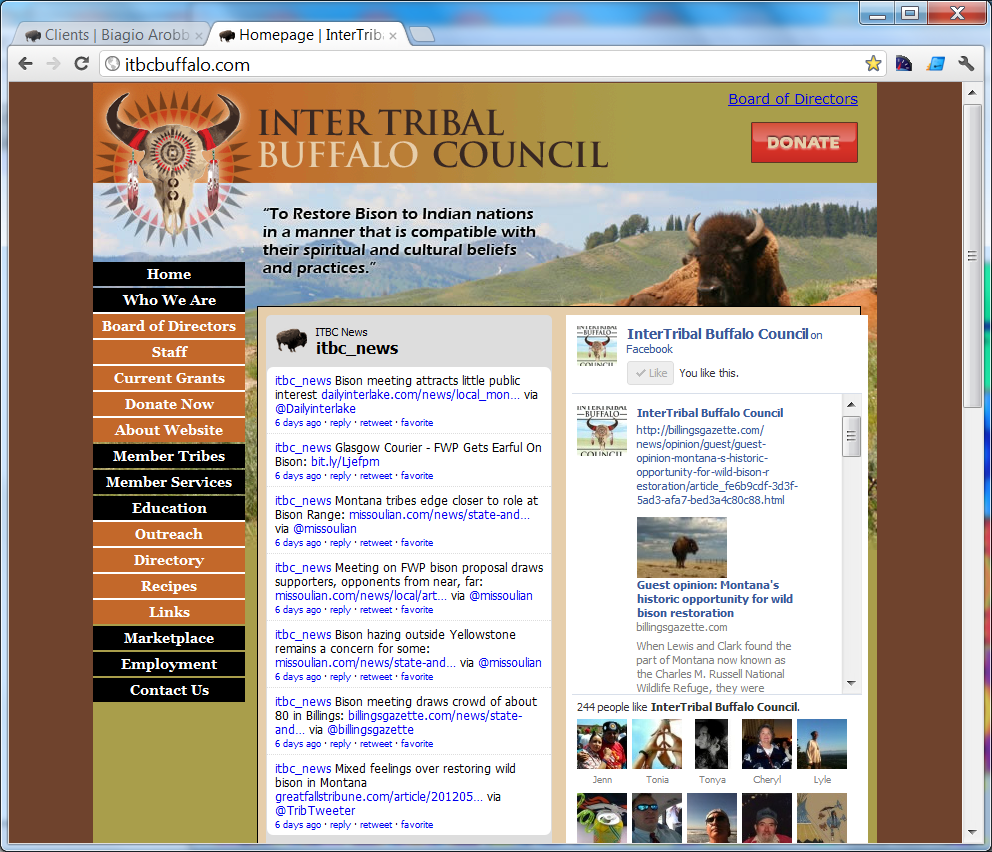 Clients | Biagio Arobb
Homepage | InterTrib
itbcbuffalo.com
Board of Directors
INTER TRIBAL
BUFFALO COUNCIL
DONATE
“To Restore Bison to Indian nations
in a manner that is compatible with
their spiritual and cultural beliefs
and practices.”
Home
Who We Are
Board of Directors
Staff
Current Grants
Donate Now
About Website
Member Tribes
Member Services
Education
Outreach
Directory
Recipes
Links
Marketplace
Employment
Contact Us
ITBC News
itbc_news
itbc_news Bison meeting attracts little public
interest dailyinterlake.com/news/local_mon... via
@Dailyinterlake
6 days ago · reply · retweet · favorite
itbc_news Glasgow Courier - FWP Gets Earful On
Bison: bit.ly/Ljefpm
6 days ago · reply · retweet · favorite
itbc_news Montana tribes edge closer to role at
Bison Range: missoulian.com/news/state-and...
via @missoulian
6 days ago · reply · retweet · favorite
itbc_news Meeting on FWP bison proposal draws
supporters, opponents from near, far:
missoulian.com/news/local/art... via @missoulian
6 days ago · reply · retweet · favorite
itbc_news Bison hazing outside Yellowstone
remains a concern for some:
missoulian.com/news/state-and... via @missoulian
6 days ago · reply · retweet · favorite
itbc_news Bison meeting draws crowd of about
80 in Billings: billingsgazette.com/news/state-
and... via @billingsgazette
6 days ago · reply · retweet · favorite
itbc_news Mixed feelings over restoring wild
bison in Montana
greatfallstribune.com/article/201205... via
@TribTweeter
6 days ago · reply · retweet · favorite
INTERTRIBAL
BUFFALO
COUNCIL
InterTribal Buffalo Council on
Facebook
Like
You like this.
INTERTRIBAL
BUFFALO
COUNCIL
InterTribal Buffalo Council
http://billingsgazette.com/
news/opinion/guest/guest-
opinion-montana-s-historic-
opportunity-for-wild-bison-r
estoration/article_fe6b9cdf-3d3f-
5ad3-afa7-bed3a4c80c88.html
Guest opinion: Montana's
historic opportunity for wild
bison restoration
billingsgazette.com
When Lewis and Clark found the
part of Montana now known as
the Charles M. Russell National
Wildlife Refuge, they were
244 people like InterTribal Buffalo Council.
Jenn
Tonia
Tonya
Cheryl
Lyle